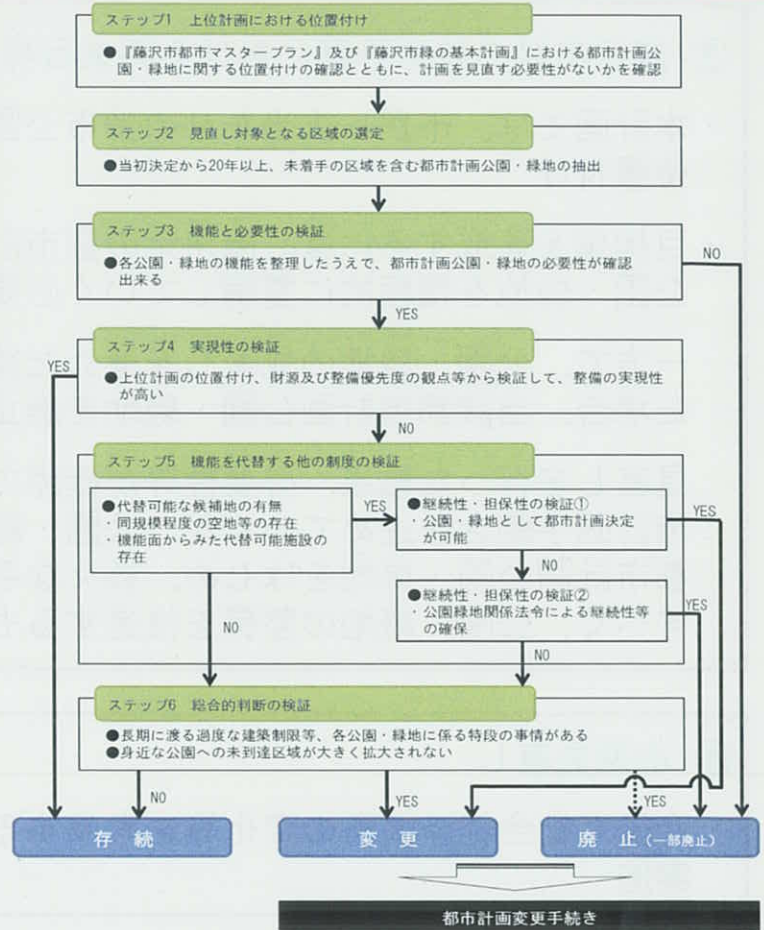 ステップ1 上位計画における位置付け
●『藤沢市都市マスタープラン』及び『藤沢市緑の基本計画』における都市計画公
園・緑地に関する位置付けの確認とともに、計画を見直す必要性がないかを確認
ステップ2 見直し対象となる区域の選定
●当初決定から20年以上、未着手の区域を含む都市計画公園・緑地の抽出
ステップ3 機能と必要性の検証
●各公園・緑地の機能を整理したうえで、都市計画公園・緑地の必要性が確認
出来る
NO
YES
ステップ4 実現性の検証
YES
●上位計画の位置付け、財源及び整備優先度の観点等から検証して、整備の実現性
が高い
NO
ステップ5 機能を代替する他の制度の検証
●代替可能な候補地の有無
・同規模程度の空地等の存在
・機能面からみた代替可能施設の
存在
YES
●継続性・担保性の検証①
・公園・緑地として都市計画決定
が可能
YES
NO
●継続性・担保性の検証②
・公園緑地関係法令による継続性等
の確保
YES
NO
NO
ステップ6 総合的判断の検証
●長期に渡る過度な建築制限等、各公園・緑地に係る特段の事情がある
●身近な公園への未到達区域が大きく拡大されない
NO
YES
YES
存続
変更
廃止(一部廃止)
都市計画変更手続き